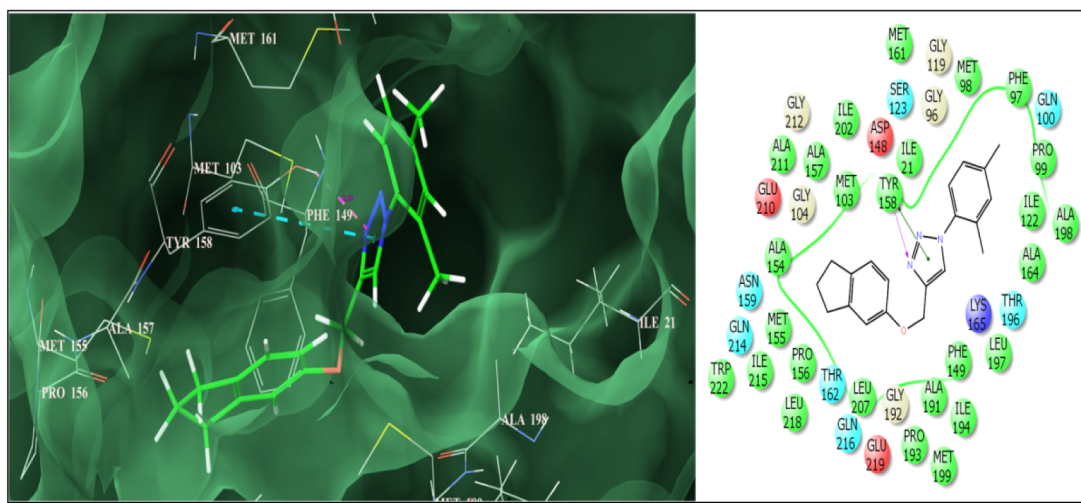 MET 161
MET 103
PHE 149
TYR 158
ILE 21
ALA 157
MET 155
PRO 156
ALA 198
MET
161
GLY
119
MET
98
PHE
97
GLN
100
SER
123
GLY
96
GLY
212
ILE
202
ASP
148
ILE
21
PRO
99
ALA
211
ALA
157
MET
103
TYR
158
GLU
210
GLY
104
ILE
122
ALA
198
ALA
154
ALA
164
N
N
N
ASN
159
LYS
165
THR
196
GLN
214
MET
155
O
PHE
149
LEU
197
TRP
222
ILE
215
PRO
156
THR
162
LEU
207
GLY
192
ALA
191
LEU
218
ILE
194
GLN
216
GLU
219
PRO
193
MET
199